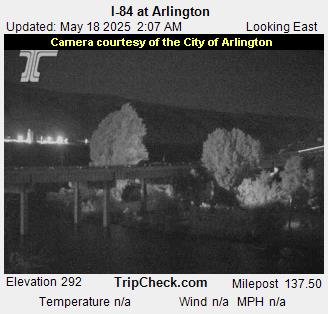 I-84 at Arlington
Updated: May 18 2025 2:07 AM Looking East
Camera courtesy of the City of Arlington
Elevation 292 TripCheck.com Milepost 137.50
Temperature n/a Wind n/a MPH n/a